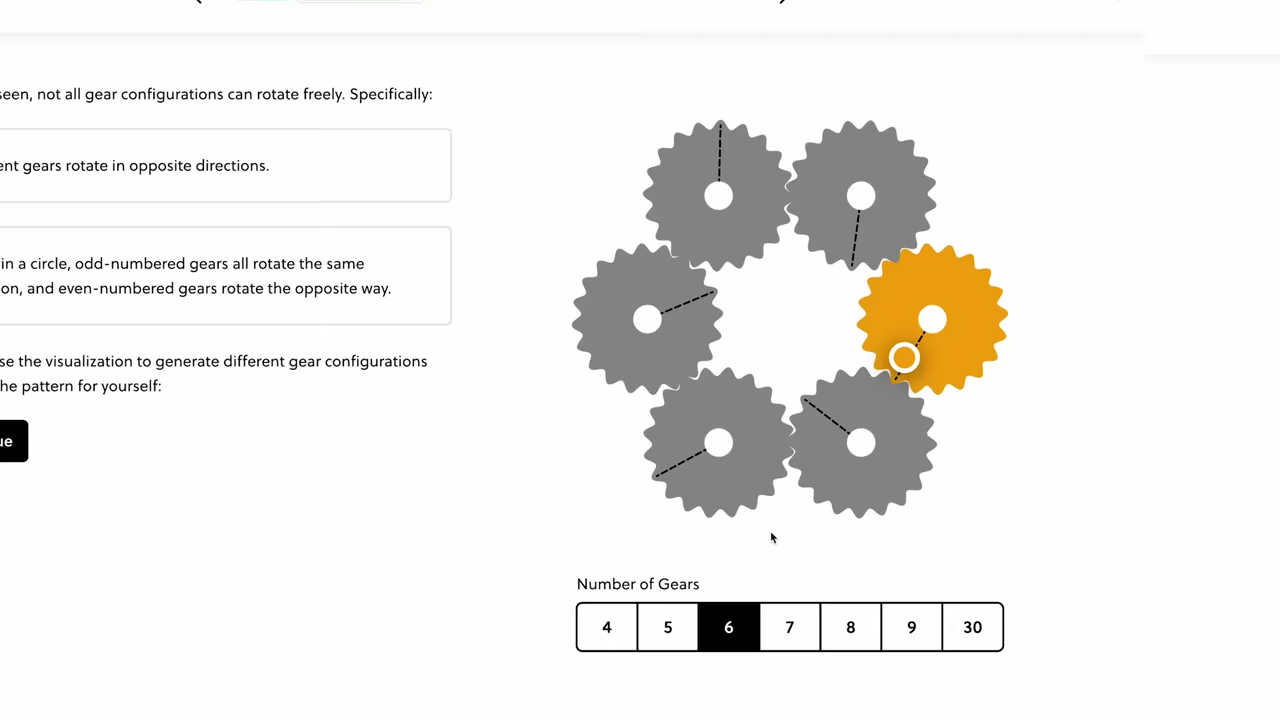 seen, not all gear configurations can rotate freely. Specifically:
ent gears rotate in opposite directions.
in a circle, odd-numbered gears all rotate the same
on, and even-numbered gears rotate the opposite way.
se the visualization to generate different gear configurations
he pattern for yourself:
ue
Number of Gears
4 5 6 7 8 9 30